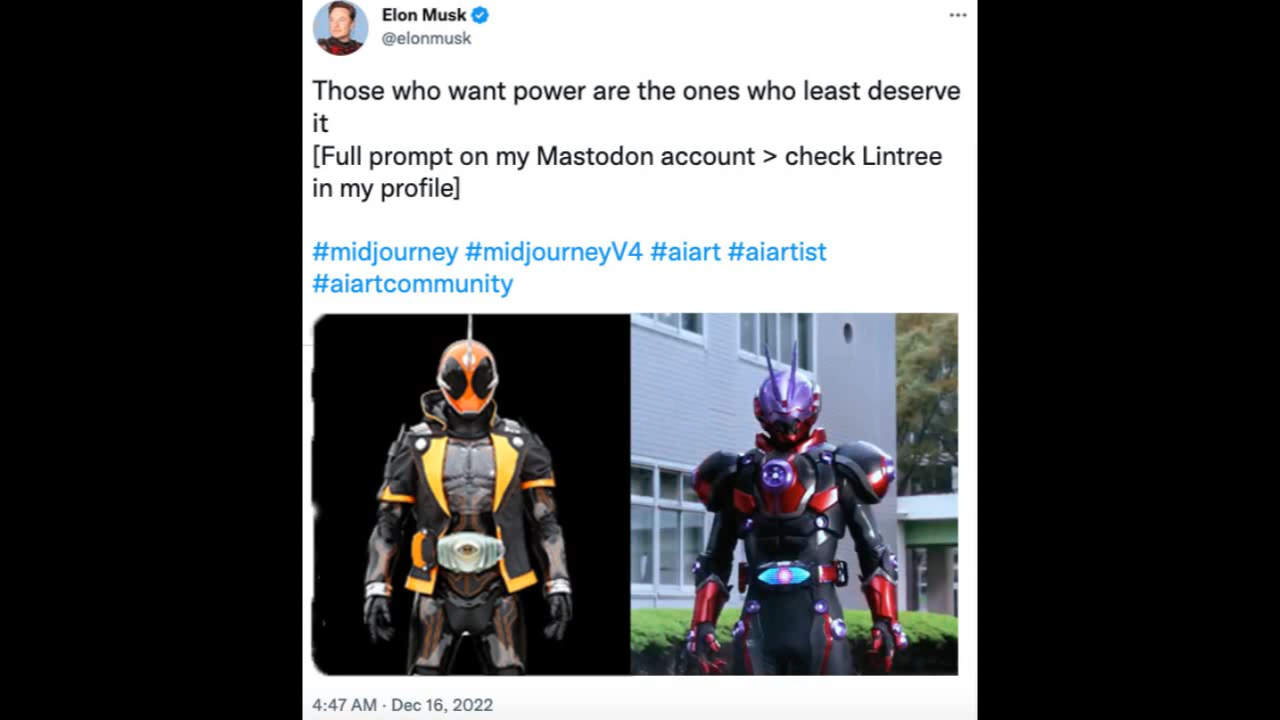 Elon Musk
@elonmusk
Those who want power are the ones who least deserve
it
[Full prompt on my Mastodon account > check Lintree
in my profile]
#midjourney #midjourneyV4 #aiart #aiartist
#aiartcommunity
4:47 AM · Dec 16, 2022